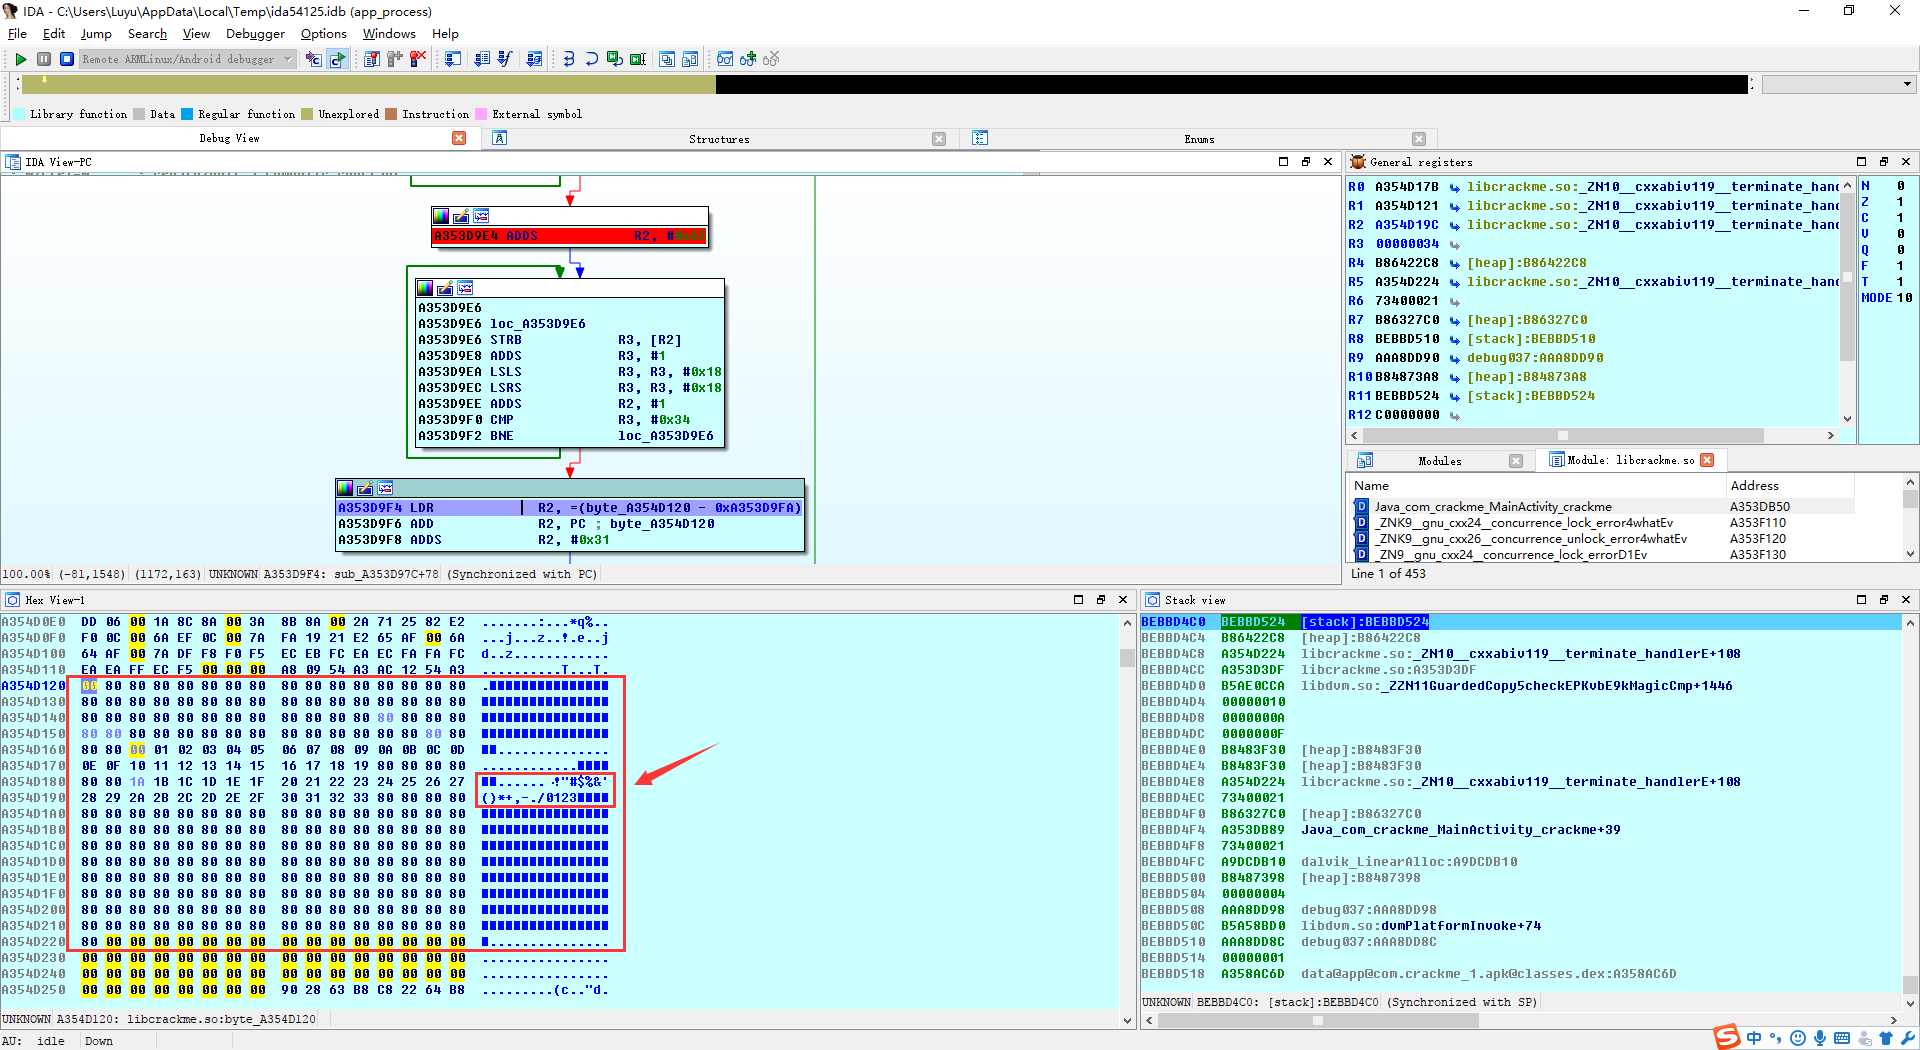 IDA - C:\Users\Luyu\AppData\Local\Temp\ida54125.idb (app_process)
File Edit Jump Search View Debugger Options Windows Help
Remote ARMLinux/Android debugger
Library function Data Regular function Unexplored Instruction External symbol
Debug View Structures Enums
IDA View-PC
A353D9E4 ADDS R2,
A353D9E6
A353D9E6 loc_A353D9E6
A353D9E6 STRB R3, [R2]
A353D9E8 ADDS R3, #1
A353D9EA LSLS R3, R3, #0x18
A353D9EC LSRS R3, R3, #0x18
A353D9EE ADDS R2, #1
A353D9F0 CMP R3, #0x34
A353D9F2 BNE loc_A353D9E6
A353D9F4 LDR R2, =(byte_A354D120 - 0xA353D9FA)
A353D9F6 ADD R2, PC ; byte_A354D120
A353D9F8 ADDS R2, #0x31
100.00% (-81,1548) (1172,163) UNKNOWN A353D9F4: sub_A353D97C+78 (Synchronized with PC)
General registers
R0 A354D17B libcrackme.so:_ZN10__cxxabiv119__terminate_hand
R1 A354D121 libcrackme.so:_ZN10__cxxabiv119__terminate_hand
R2 A354D19C libcrackme.so:_ZN10__cxxabiv119__terminate_hand
R3 00000034
R4 B86422C8 [heap]:B86422C8
R5 A354D224 libcrackme.so:_ZN10__cxxabiv119__terminate_hand
R6 73400021
R7 B86327C0 [heap]:B86327C0
R8 BEBBD510 [stack]:BEBBD510
R9 AAA8DD90 debug037:AAA8DD90
R10 B84873A8 [heap]:B84873A8
R11 BEBBD524 [stack]:BEBBD524
R12 C0000000
N 0
Z 1
C 1
V 0
Q 0
F 1
T 1
MODE 10
Modules Module: libcrackme.so
Name Address
Java_com_crackme_MainActivity_crackme A353DB50
_ZNK9__gnu_cxx24__concurrence_lock_error4whatEv A353F110
_ZNK9__gnu_cxx26__concurrence_unlock_error4whatEv A353F120
_ZN9__gnu_cxx24__concurrence_lock_errorD1Ev A353F130
Line 1 of 453
Hex View-1
A354D0E0 DD 06 00 1A 8C 8A 00 3A 8B 8A 00 2A 71 25 82 E2 .......:...*q%..
A354D0F0 F0 0C 00 6A EF 0C 00 7A FA 19 21 E2 65 AF 00 6A ...j...z..!.e..j
A354D100 64 AF 00 7A DF F8 F0 F5 EC EB FC EA EC FA FA FC d..z............
A354D110 EA EA FF EC F5 00 00 00 A8 09 54 A3 AC 12 54 A3 ..........T...T.
A354D120 00 80 80 80 80 80 80 80 80 80 80 80 80 80 80 80
A354D130 80 80 80 80 80 80 80 80 80 80 80 80 80 80 80 80
A354D140 80 80 80 80 80 80 80 80 80 80 80 80 80 80 80 80
A354D150 80 80 80 80 80 80 80 80 80 80 80 80 80 80 80 80
A354D160 80 80 00 01 02 03 04 05 06 07 08 09 0A 0B 0C 0D
A354D170 0E 0F 10 11 12 13 14 15 16 17 18 19 80 80 80 80
A354D180 80 80 1A 1B 1C 1D 1E 1F 20 21 22 23 24 25 26 27 ...... !"#$%&'
A354D190 28 29 2A 2B 2C 2D 2E 2F 30 31 32 33 80 80 80 80 ()*+,-./0123
A354D1A0 80 80 80 80 80 80 80 80 80 80 80 80 80 80 80 80
A354D1B0 80 80 80 80 80 80 80 80 80 80 80 80 80 80 80 80
A354D1C0 80 80 80 80 80 80 80 80 80 80 80 80 80 80 80 80
A354D1D0 80 80 80 80 80 80 80 80 80 80 80 80 80 80 80 80
A354D1E0 80 80 80 80 80 80 80 80 80 80 80 80 80 80 80 80
A354D1F0 80 80 80 80 80 80 80 80 80 80 80 80 80 80 80 80
A354D200 80 80 80 80 80 80 80 80 80 80 80 80 80 80 80 80
A354D210 80 80 80 80 80 80 80 80 80 80 80 80 80 80 80 80
A354D220 80 00 00 00 00 00 00 00 00 00 00 00 00 00 00 00
A354D230 00 00 00 00 00 00 00 00 00 00 00 00 00 00 00 00 ................
A354D240 00 00 00 00 00 00 00 00 00 00 00 00 00 00 00 00 ................
A354D250 00 00 00 00 00 00 00 00 90 28 63 B8 C8 22 64 B8 .........(c.."d.
UNKNOWN A354D120: libcrackme.so:byte_A354D120
Stack view
BEBBD4C0 BEBBD524 [stack]:BEBBD524
BEBBD4C4 B86422C8 [heap]:B86422C8
BEBBD4C8 A354D224 libcrackme.so:_ZN10__cxxabiv119__terminate_handlerE+108
BEBBD4CC A353D3DF libcrackme.so:A353D3DF
BEBBD4D0 B5AE0CCA libdvm.so:_ZZN11GuardedCopy5checkEPKvbE9kMagicCmp+1446
BEBBD4D4 00000010
BEBBD4D8 0000000A
BEBBD4DC 0000000F
BEBBD4E0 B8483F30 [heap]:B8483F30
BEBBD4E4 B8483F30 [heap]:B8483F30
BEBBD4E8 A354D224 libcrackme.so:_ZN10__cxxabiv119__terminate_handlerE+108
BEBBD4EC 73400021
BEBBD4F0 B86327C0 [heap]:B86327C0
BEBBD4F4 A353DB89 Java_com_crackme_MainActivity_crackme+39
BEBBD4F8 73400021
BEBBD4FC A9DCDB10 dalvik_LinearAlloc:A9DCDB10
BEBBD500 B8487398 [heap]:B8487398
BEBBD504 00000004
BEBBD508 AAA8DD98 debug037:AAA8DD98
BEBBD50C B5A58BD0 libdvm.so:dvmPlatformInvoke+74
BEBBD510 AAA8DD8C debug037:AAA8DD8C
BEBBD514 00000001
BEBBD518 A358AC6D data@app@com.crackme_1.apk@classes.dex:A358AC6D
UNKNOWN BEBBD4C0: [stack]:BEBBD4C0 (Synchronized with SP)
AU: idle Down
中